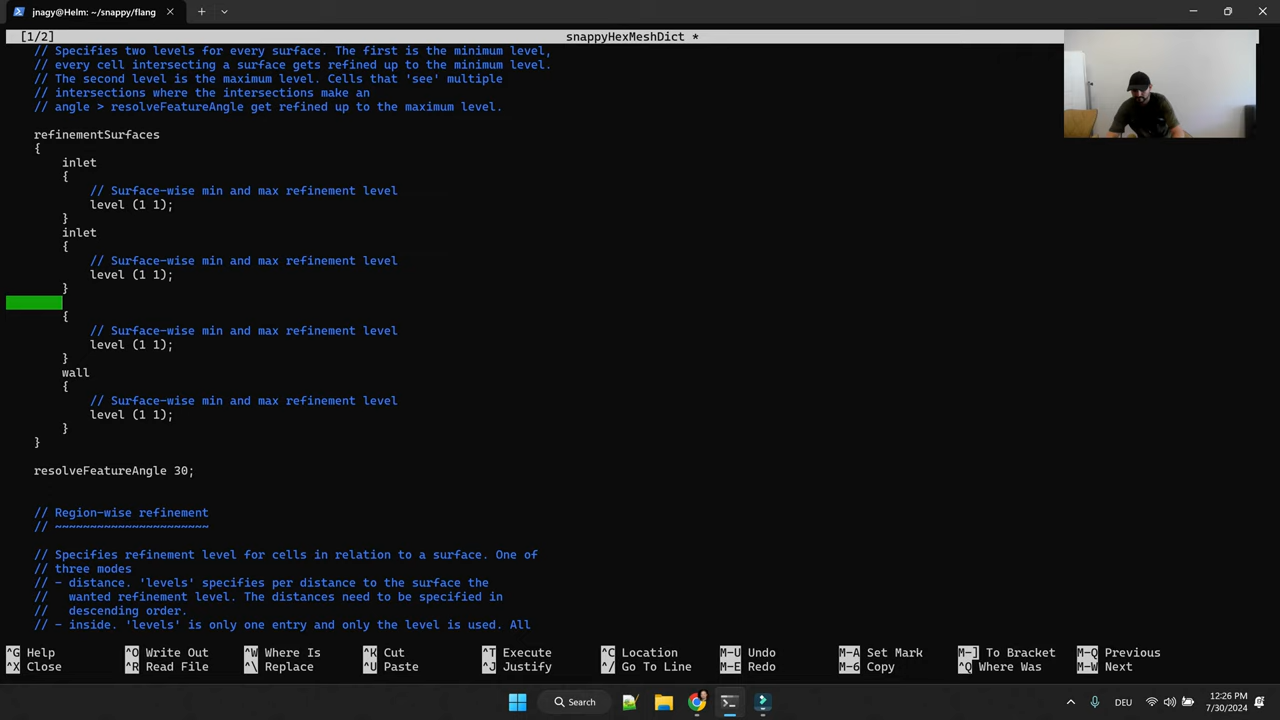 jnagy@Helm: ~/snappy/flang
[1/2] snappyHexMeshDict *
// Specifies two levels for every surface. The first is the minimum level,
// every cell intersecting a surface gets refined up to the minimum level.
// The second level is the maximum level. Cells that 'see' multiple
// intersections where the intersections make an
// angle > resolveFeatureAngle get refined up to the maximum level.
refinementSurfaces
{
inlet
{
// Surface-wise min and max refinement level
level (1 1);
}
inlet
{
// Surface-wise min and max refinement level
level (1 1);
}
{
// Surface-wise min and max refinement level
level (1 1);
}
wall
{
// Surface-wise min and max refinement level
level (1 1);
}
}
resolveFeatureAngle 30;
// Region-wise refinement
// ~~~~~~~~~~~~~~~~~~~~~~
// Specifies refinement level for cells in relation to a surface. One of
// three modes
// - distance. 'levels' specifies per distance to the surface the
// wanted refinement level. The distances need to be specified in
// descending order.
// - inside. 'levels' is only one entry and only the level is used. All
^G Help ^O Write Out ^W Where Is ^K Cut ^T Execute ^C Location M-U Undo M-A Set Mark M-] To Bracket M-Q Previous
^X Close ^R Read File ^\ Replace ^U Paste ^J Justify ^/ Go To Line M-E Redo M-6 Copy ^Q Where Was M-W Next
Search
DEU
12:26 PM
7/30/2024